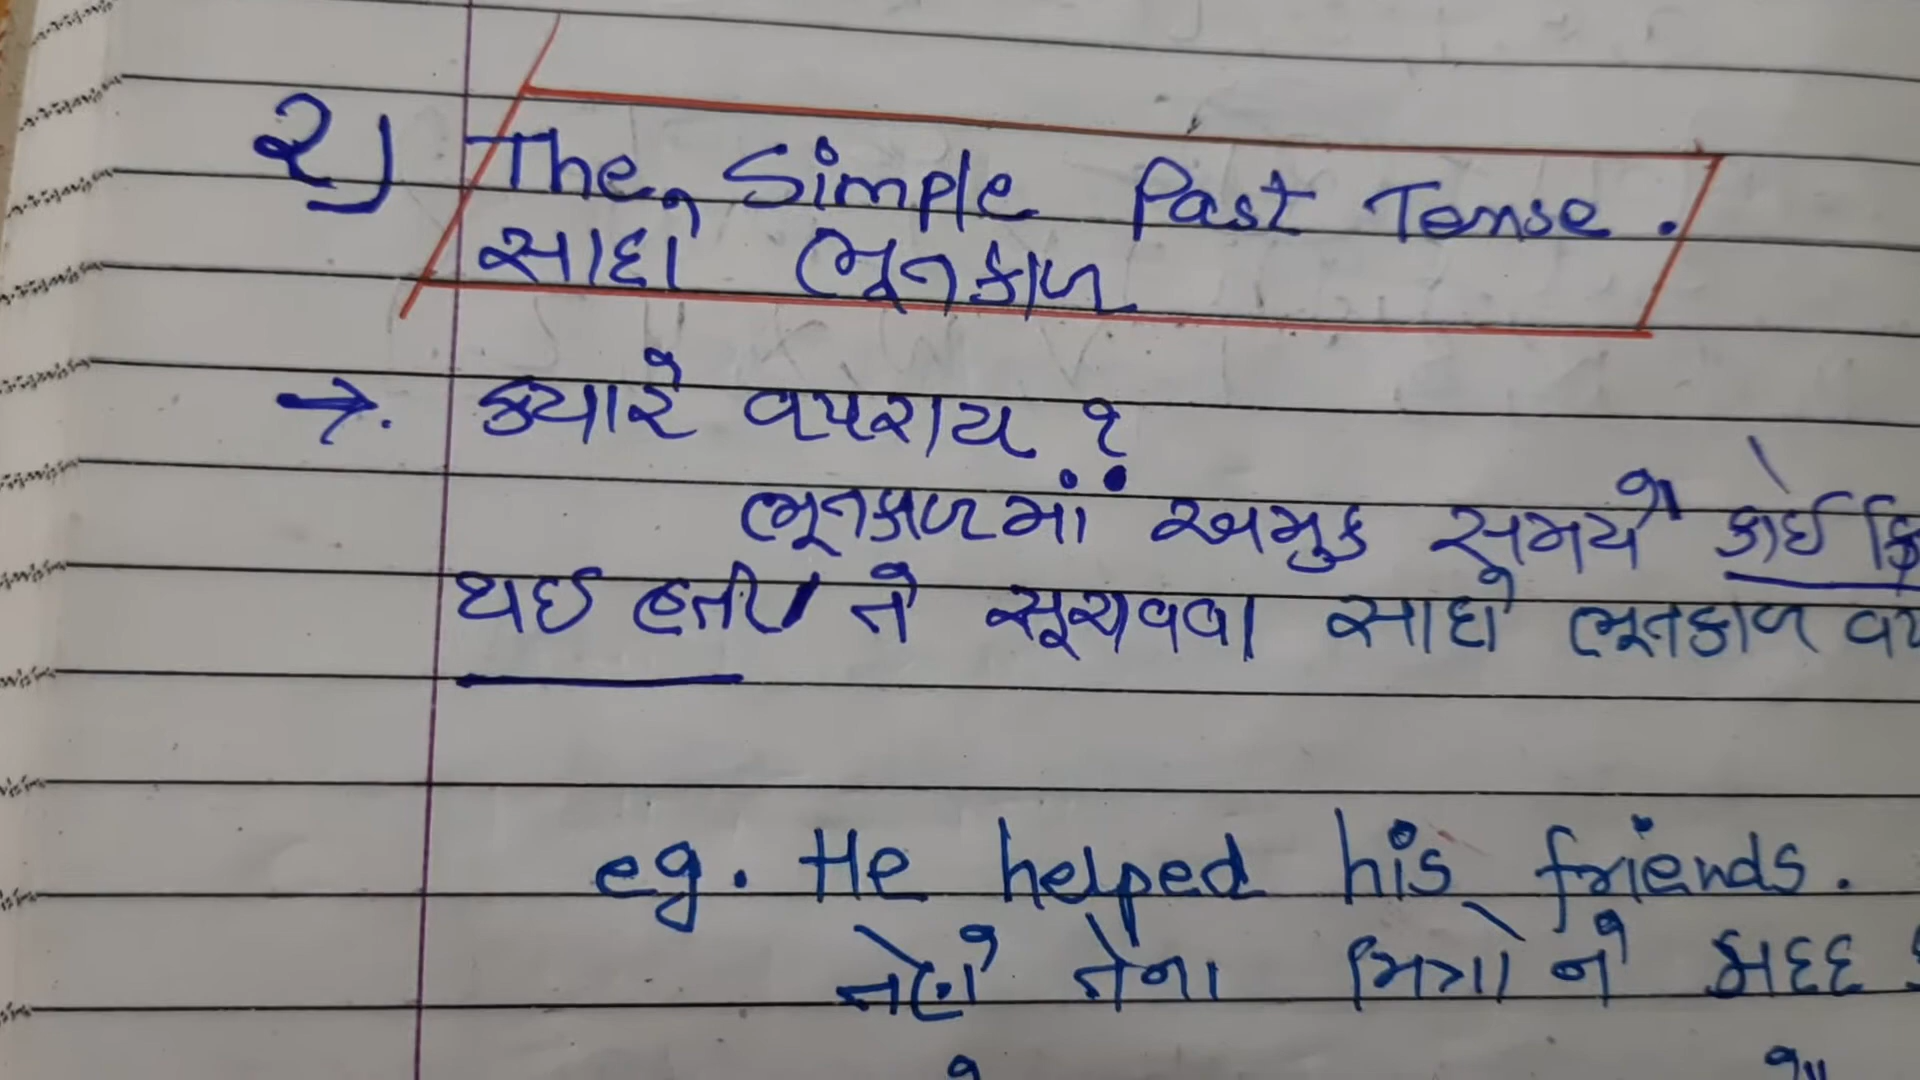 ૨) The Simple Past Tense.
સાદો ભૂતકાળ
→. ક્યારે વપરાય ?
ભૂતકાળમાં અમુક સમયે કોઈ
થઈ હતી તે સૂચવવા સાદો ભૂતકાળ
eg. He helped his friends.
તેણે તેના મિત્રોને મદદ